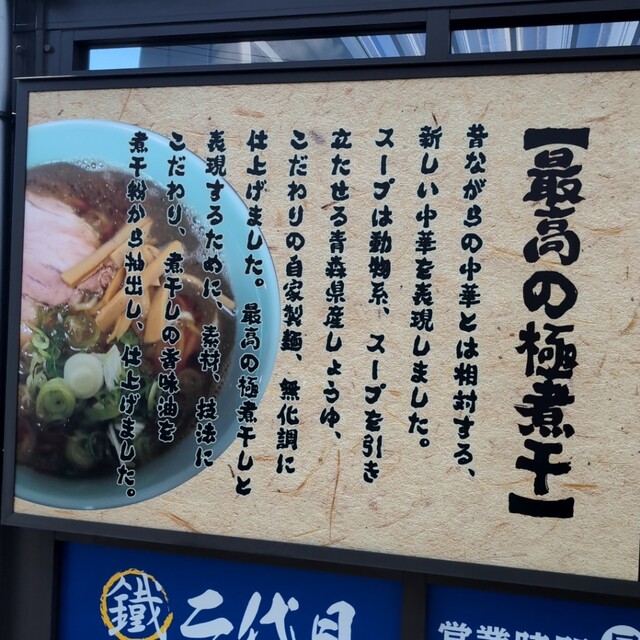 【最高の極煮干】
昔ながらの中華とは相対する、
新しい中華を表現しました。
スープは動物系、スープを引き
立たせる青森県産しょうゆ、
こだわりの自家製麺、無化調に
仕上げました。最高の極煮干しと
表現するために、素材、技法に
こだわり、煮干しの香味油を
煮干粉から抽出し、仕上げました。
鐵 二代目
営業時間